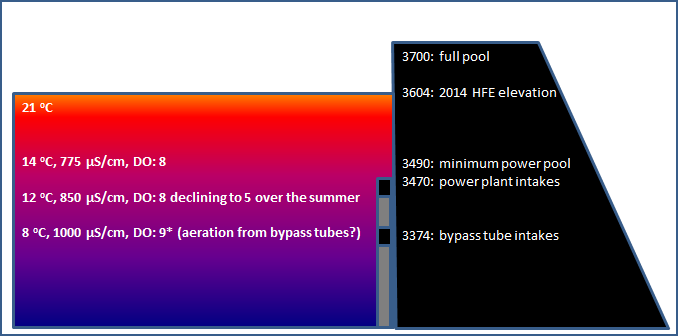 3700: full pool
21 °C
3604: 2014 HFE elevation
14 °C, 775 µS/cm, DO: 8
3490: minimum power pool
3470: power plant intakes
12 °C, 850 µS/cm, DO: 8 declining to 5 over the summer
8 °C, 1000 µS/cm, DO: 9* (aeration from bypass tubes?)
3374: bypass tube intakes